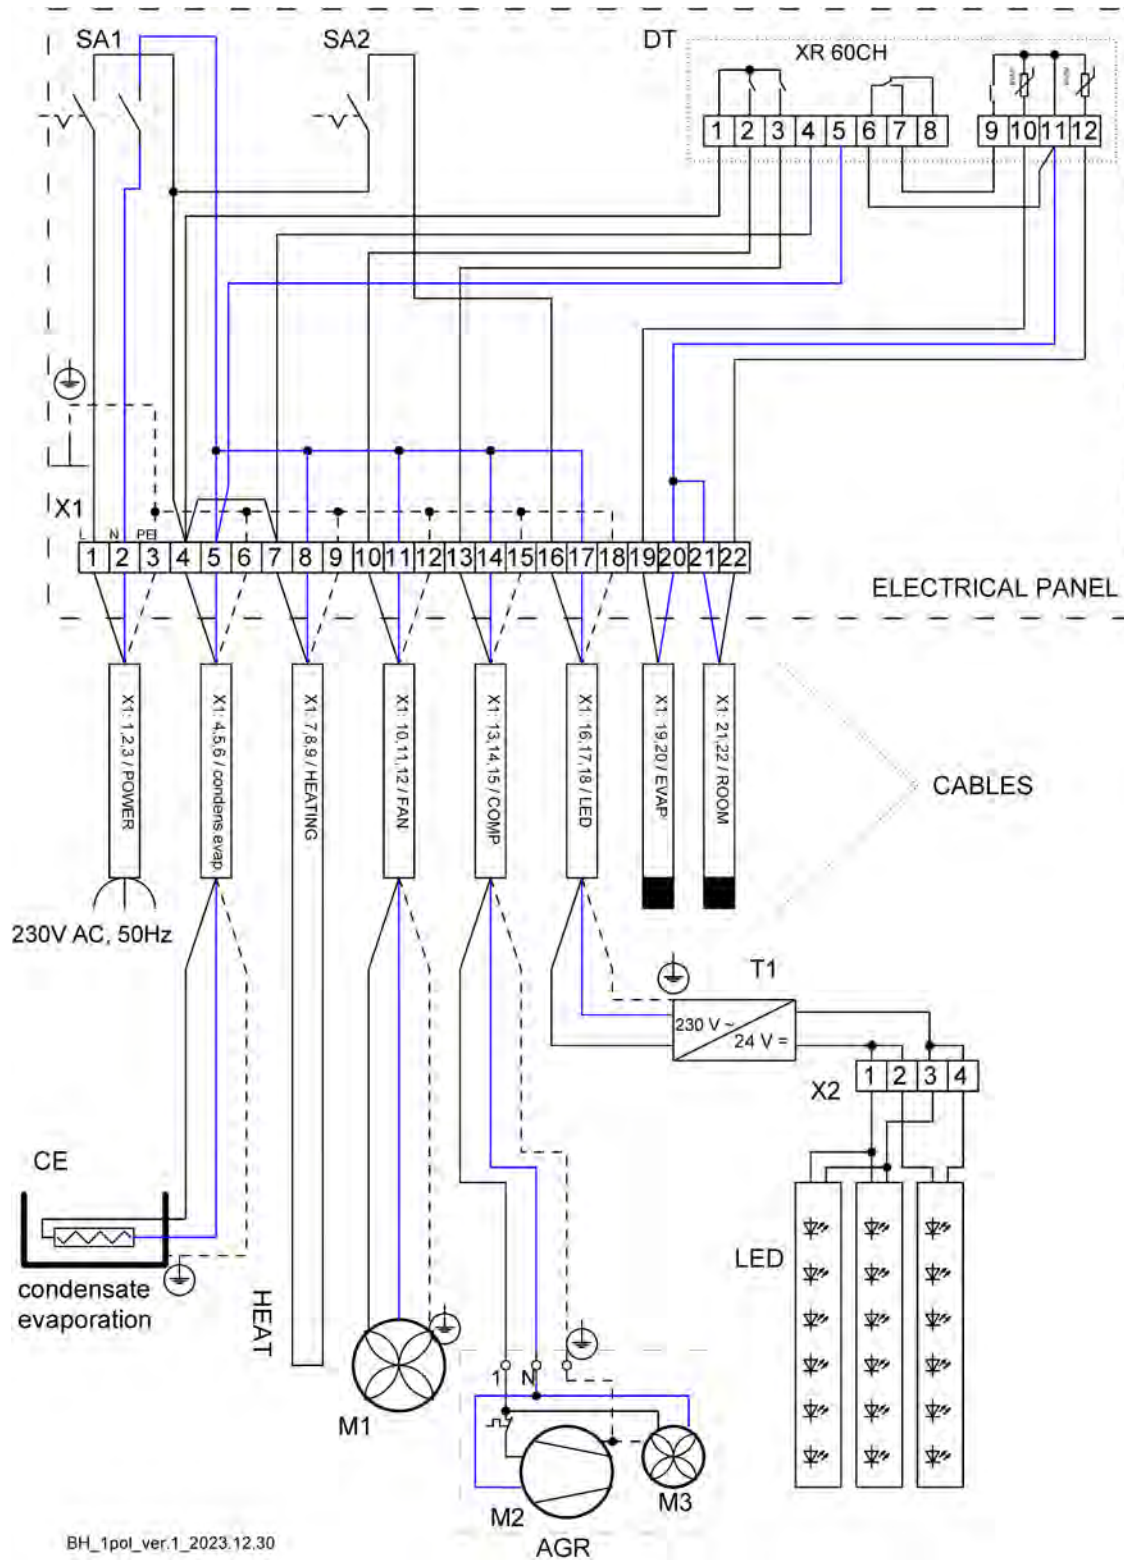 SA1
SA2
DT
XR 60CH
1 2 3 4 5 6 7 8
9 10 11 12
X1
L N PE
1 2 3 4 5 6 7 8 9 10 11 12 13 14 15 16 17 18 19 20 21 22
ELECTRICAL PANEL
X1: 1,2,3 / POWER
X1: 4,5,6 / condens.evap.
X1: 7,8,9 / HEATING
X1: 10,11,12 / FAN
X1: 13,14,15 / COMP
X1: 16,17,18 / LED
X1: 19,20 / EVAP
X1: 21,22 / ROOM
CABLES
230V AC, 50Hz
T1
230 V ~
24 V =
X2
1 2 3 4
CE
condensate
evaporation
HEAT
LED
M1
1 N
M2
M3
AGR
BH_1pol_ver.1_2023.12.30